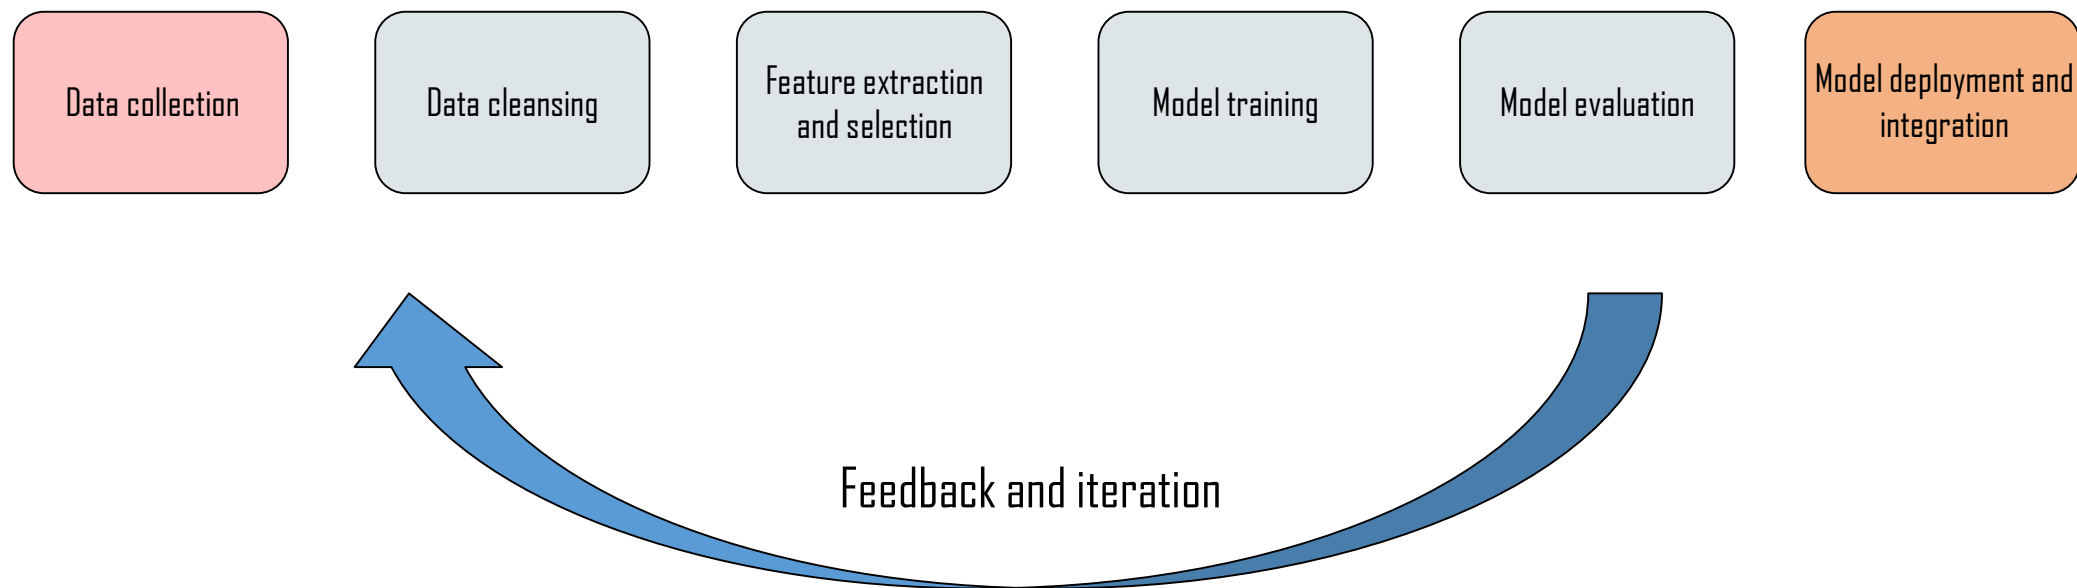 Data collection
Data cleansing
Feature extraction
and selection
Model training
Model evaluation
Model deployment and
integration
Feedback and iteration